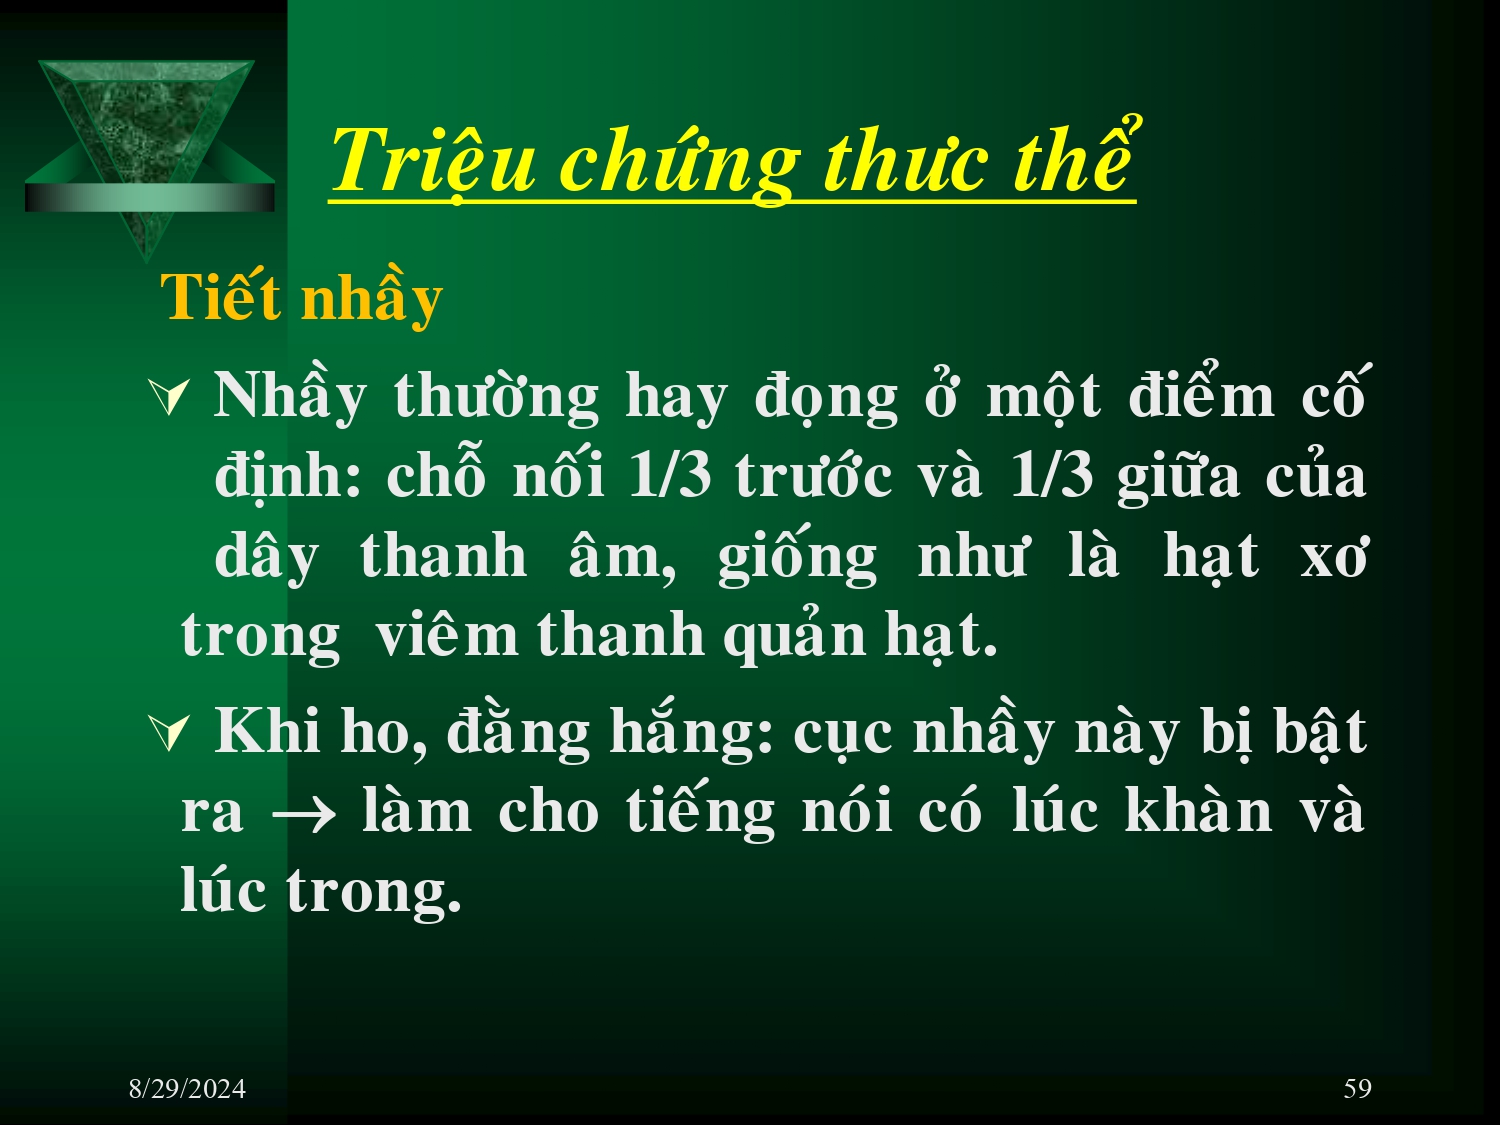 Triệu chứng thưc thể
Tiết nhầy
Nhầy thường hay đọng ở một điểm cố
định: chỗ nối 1/3 trước và 1/3 giữa của
dây thanh âm, giống như là hạt xơ
trong viêm thanh quản hạt.
Khi ho, đằng hắng: cục nhầy này bị bật
ra → làm cho tiếng nói có lúc khàn và
lúc trong.
8/29/2024
59